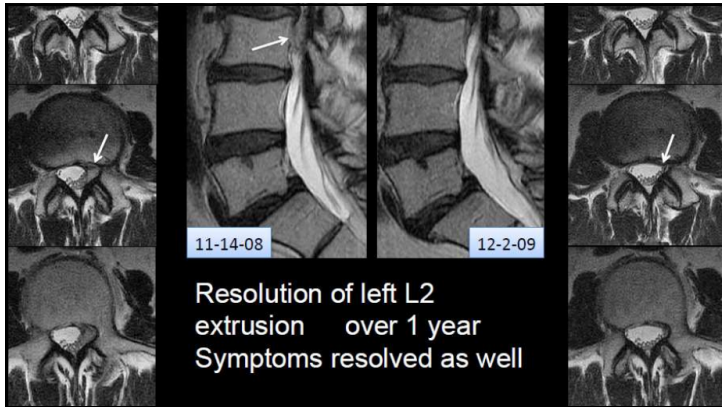 11-14-08
12-2-09
Resolution of left L2
extrusion over 1 year
Symptoms resolved as well